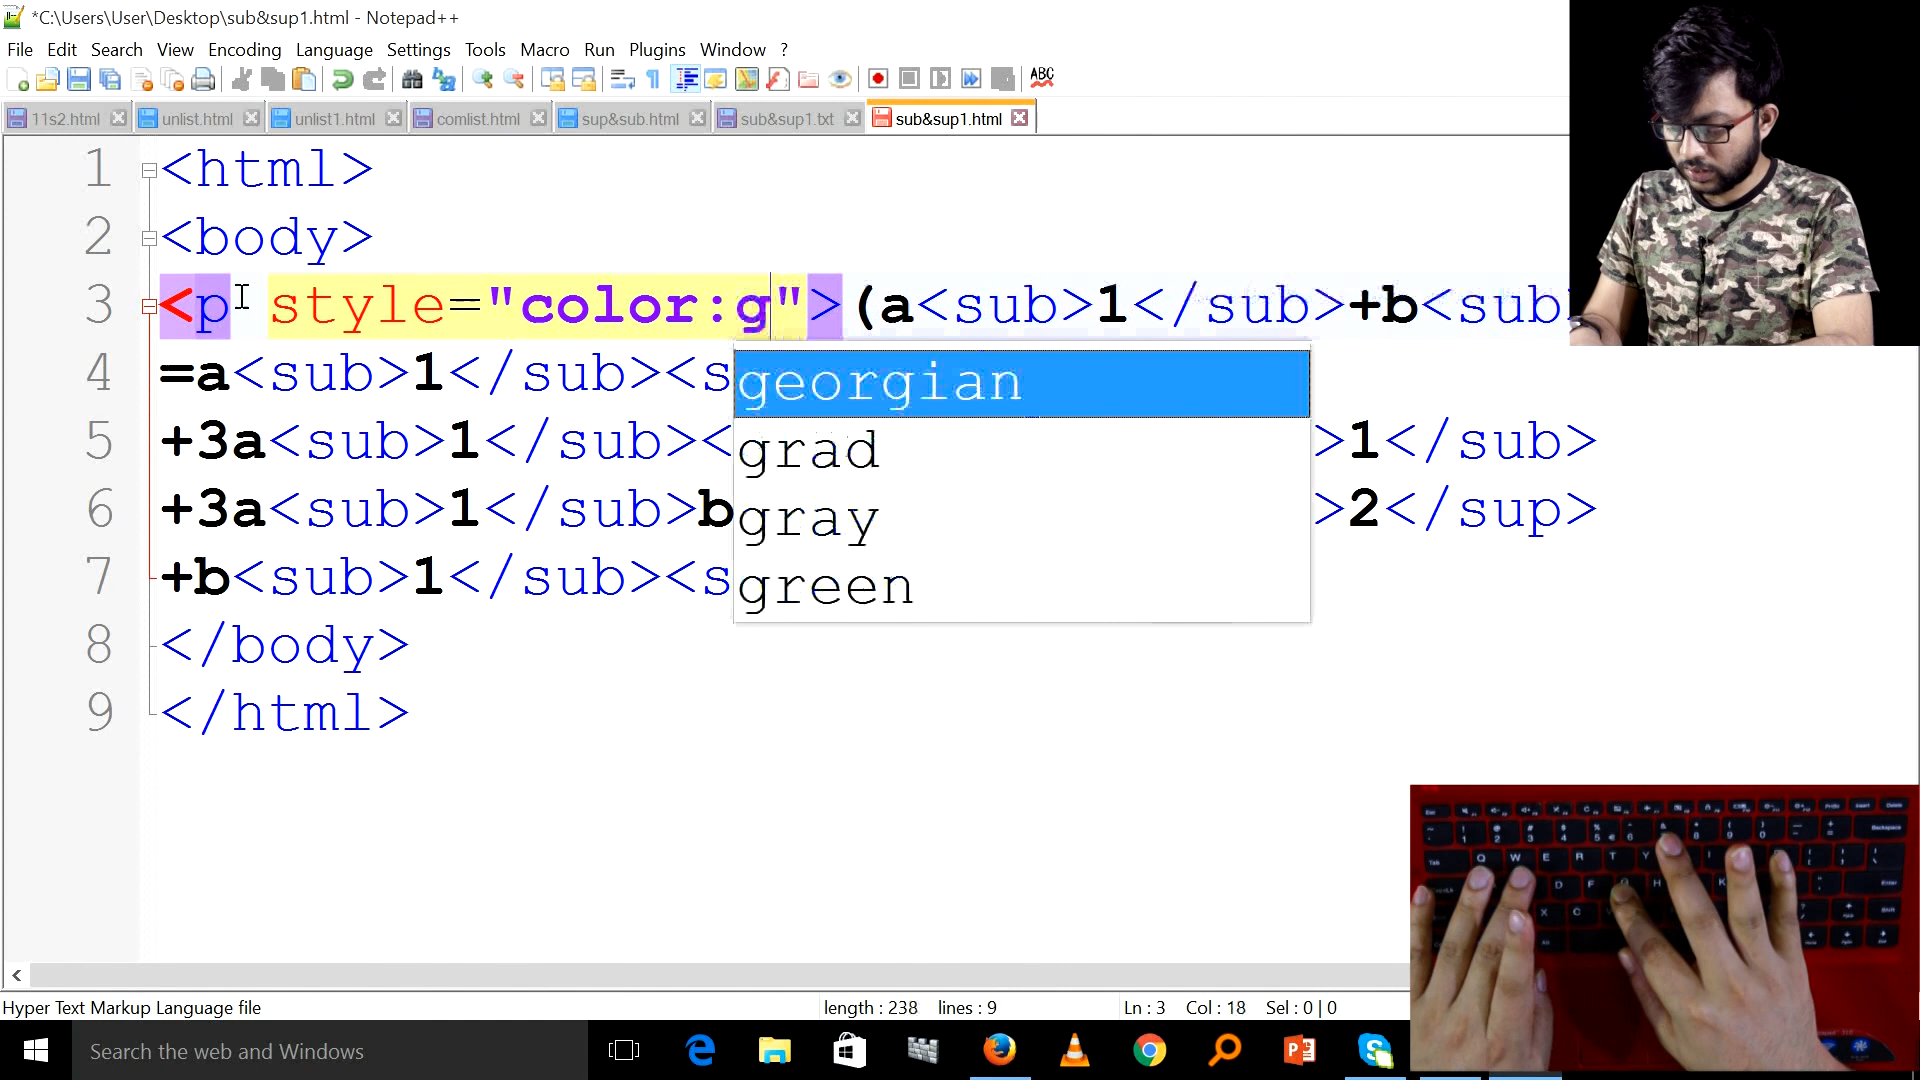 *C:\Users\User\Desktop\sub&sup1.html - Notepad++
File Edit Search View Encoding Language Settings Tools Macro Run Plugins Window ?
ABC
11s2.html unlist.html unlist1.html comlist.html sup&sub.html sub&sup1.txt sub&sup1.html
1 <html>
2 <body>
3 <p style="color:g">(a<sub>1</sub>+b<sub>
4 =a<sub>1</sub><s
georgian
5 +3a<sub>1</sub>< >1</sub>
grad
6 +3a<sub>1</sub>b >2</sup>
gray
7 +b<sub>1</sub><s
green
8 </body>
9 </html>
Hyper Text Markup Language file length : 238 lines : 9 Ln : 3 Col : 18 Sel : 0 | 0
Search the web and Windows